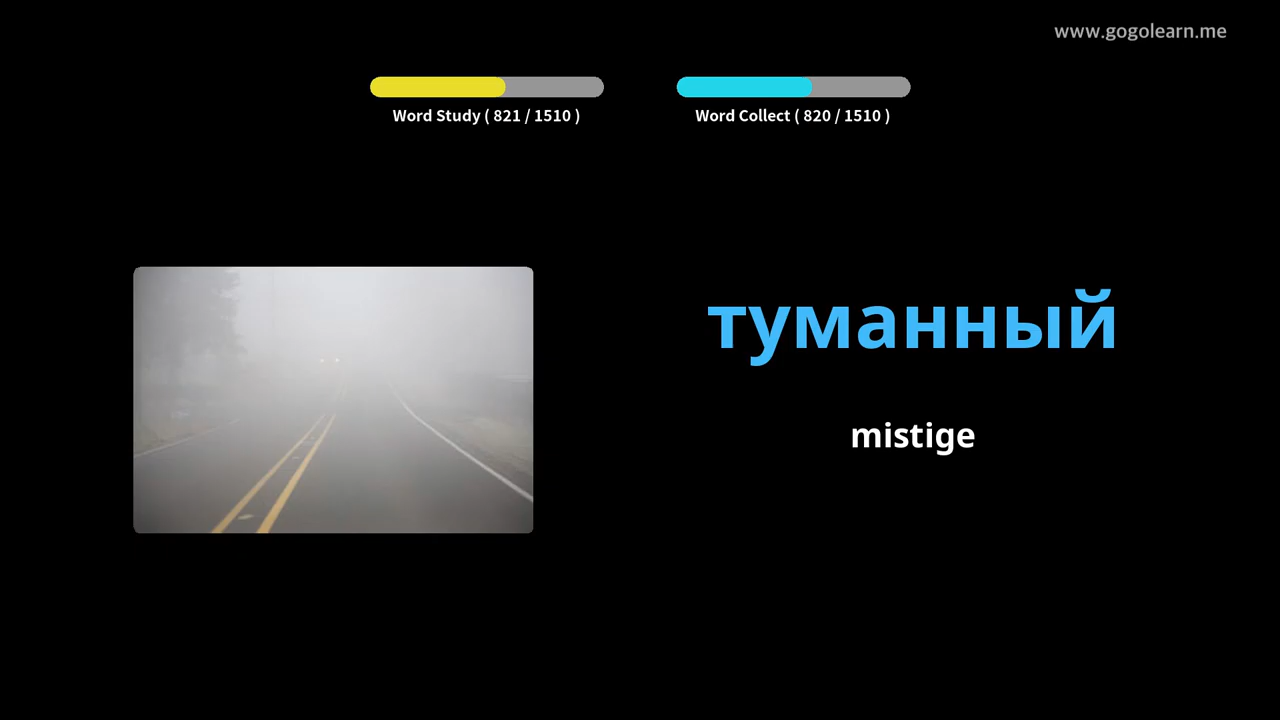 www.gogolearn.me
Word Study ( 821 / 1510 )
Word Collect ( 820 / 1510 )
туманный
mistige